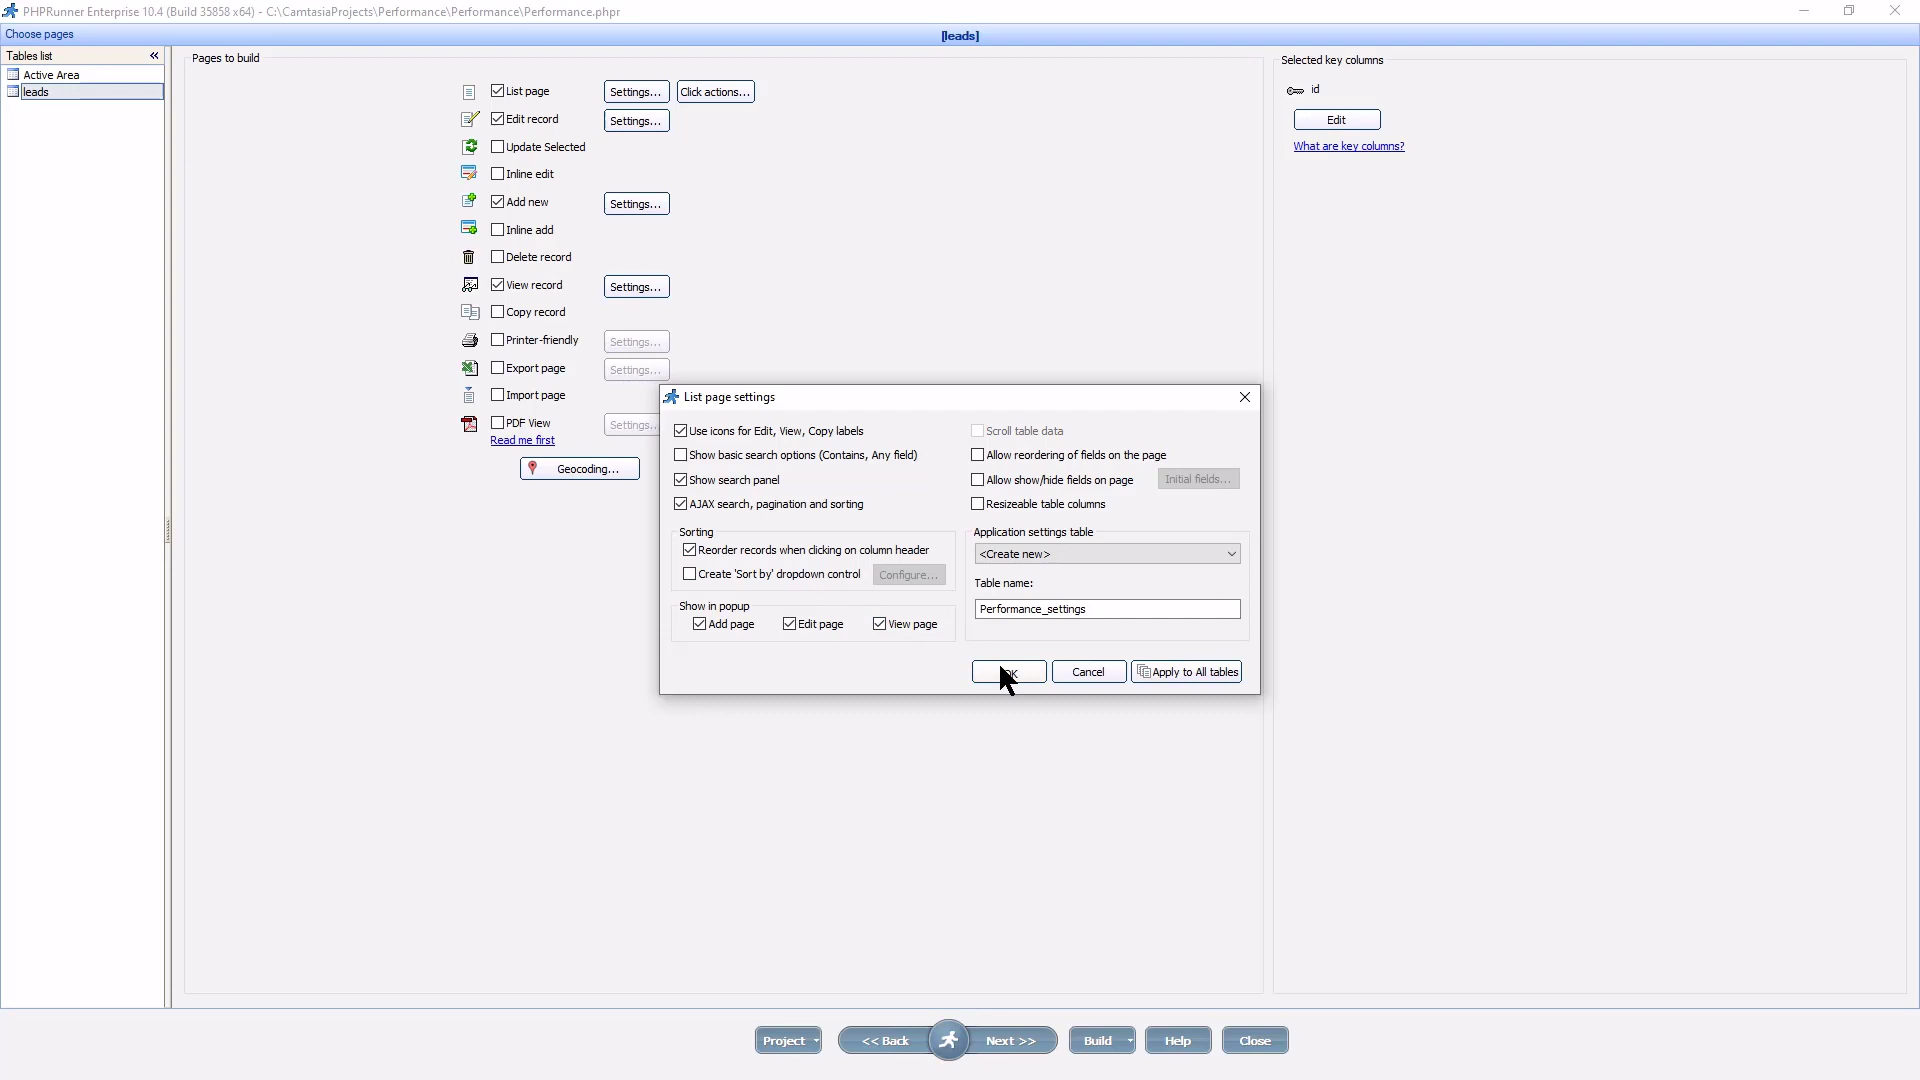 PHPRunner Enterprise 10.4 (Build 35858 x64) - C:\CamtasiaProjects\Performance\Performance\Performance.phpr
Choose pages
[leads]
Tables list
Active Area
leads
Pages to build
List page Settings... Click actions...
Edit record Settings...
Update Selected
Inline edit
Add new Settings...
Inline add
Delete record
View record Settings...
Copy record
Printer-friendly Settings...
Export page Settings...
Import page
PDF View Settings...
Read me first
Geocoding...
Selected key columns
id
Edit
What are key columns?
List page settings
Use icons for Edit, View, Copy labels
Show basic search options (Contains, Any field)
Show search panel
AJAX search, pagination and sorting
Scroll table data
Allow reordering of fields on the page
Allow show/hide fields on page Initial fields...
Resizeable table columns
Sorting
Reorder records when clicking on column header
Create 'Sort by' dropdown control Configure...
Show in popup
Add page Edit page View page
Application settings table
<Create new>
Table name:
Performance_settings
Cancel Apply to All tables
Project << Back Next >> Build Help Close